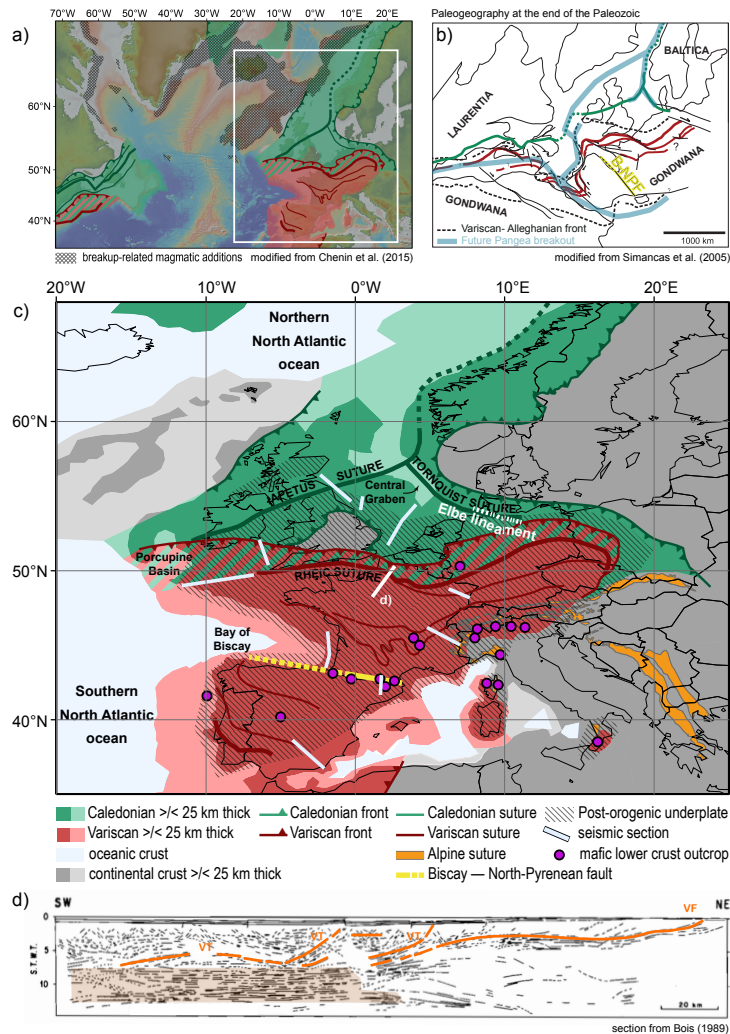 a)
70°W 60°W 50°W 40°W 30°W 20°W 10°W 0°W 10°E 20°E
60°N
50°N
40°N
breakup-related magmatic additions
modified from Chenin et al. (2015)
Paleogeography at the end of the Paleozoic
b)
BALTICA
LAURENTIA
B-NPF
?
GONDWANA
GONDWANA
Variscan- Alleghanian front
Future Pangea breakout
1000 km
modified from Simancas et al. (2005)
20°W 10°W 0°W 10°E 20°E
c)
Northern
North Atlantic
ocean
60°N
IAPETUS SUTURE
TORNQUIST SUTURE
Central
Graben
Elbe lineament
Porcupine
Basin
50°N
RHEIC SUTURE
d)
Bay of
Biscay
Southern
North Atlantic
ocean
40°N
Caledonian >/< 25 km thick
Caledonian front
Caledonian suture
Post-orogenic underplate
Variscan >/< 25 km thick
Variscan front
Variscan suture
seismic section
oceanic crust
Alpine suture
mafic lower crust outcrop
continental crust >/< 25 km thick
Biscay — North-Pyrenean fault
d)
SW
NE
VF
VT
VT
VT
S.T.W.T.
0
5
10
20 km
section from Bois (1989)